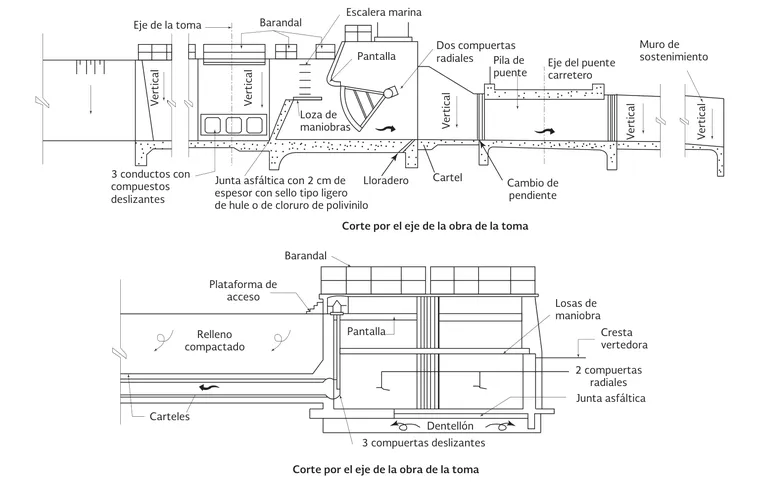 Escalera marina
Eje de la toma
Barandal
Pantalla
Dos compuertas
radiales
Pila de
puente
Eje del puente
carretero
Muro de
sostenimiento
Vertical
Vertical
Vertical
Vertical
Vertical
Loza de
maniobras
3 conductos con
compuestos
deslizantes
Junta asfáltica con 2 cm de
espesor con sello tipo ligero
de hule o de cloruro de polivinilo
Lloradero
Cartel
Cambio de
pendiente
Corte por el eje de la obra de la toma
Barandal
Plataforma de
acceso
Relleno
compactado
Pantalla
Losas de
maniobra
Cresta
vertedora
2 compuertas
radiales
Junta asfáltica
Carteles
Dentellón
3 compuertas deslizantes
Corte por el eje de la obra de la toma